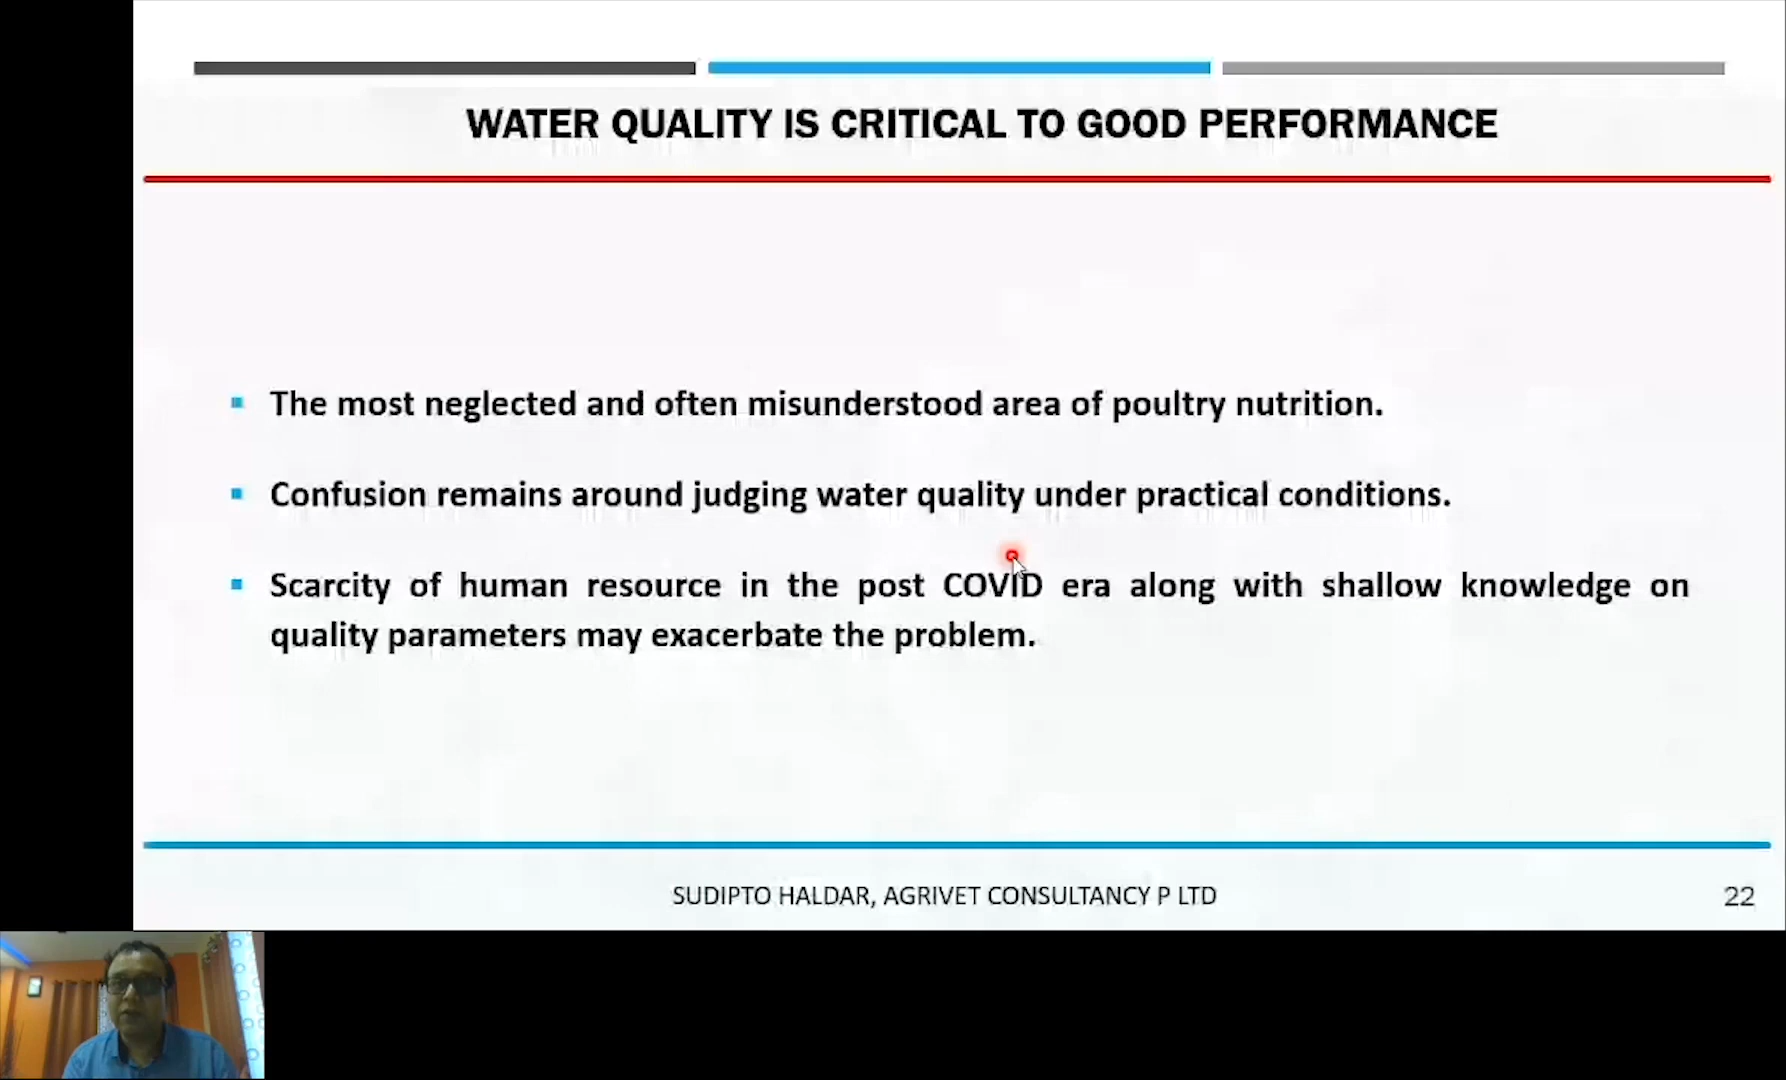 WATER QUALITY IS CRITICAL TO GOOD PERFORMANCE
The most neglected and often misunderstood area of poultry nutrition.
Confusion remains around judging water quality under practical conditions.
Scarcity of human resource in the post COVID era along with shallow knowledge on
quality parameters may exacerbate the problem.
SUDIPTO HALDAR, AGRIVET CONSULTANCY P LTD
22